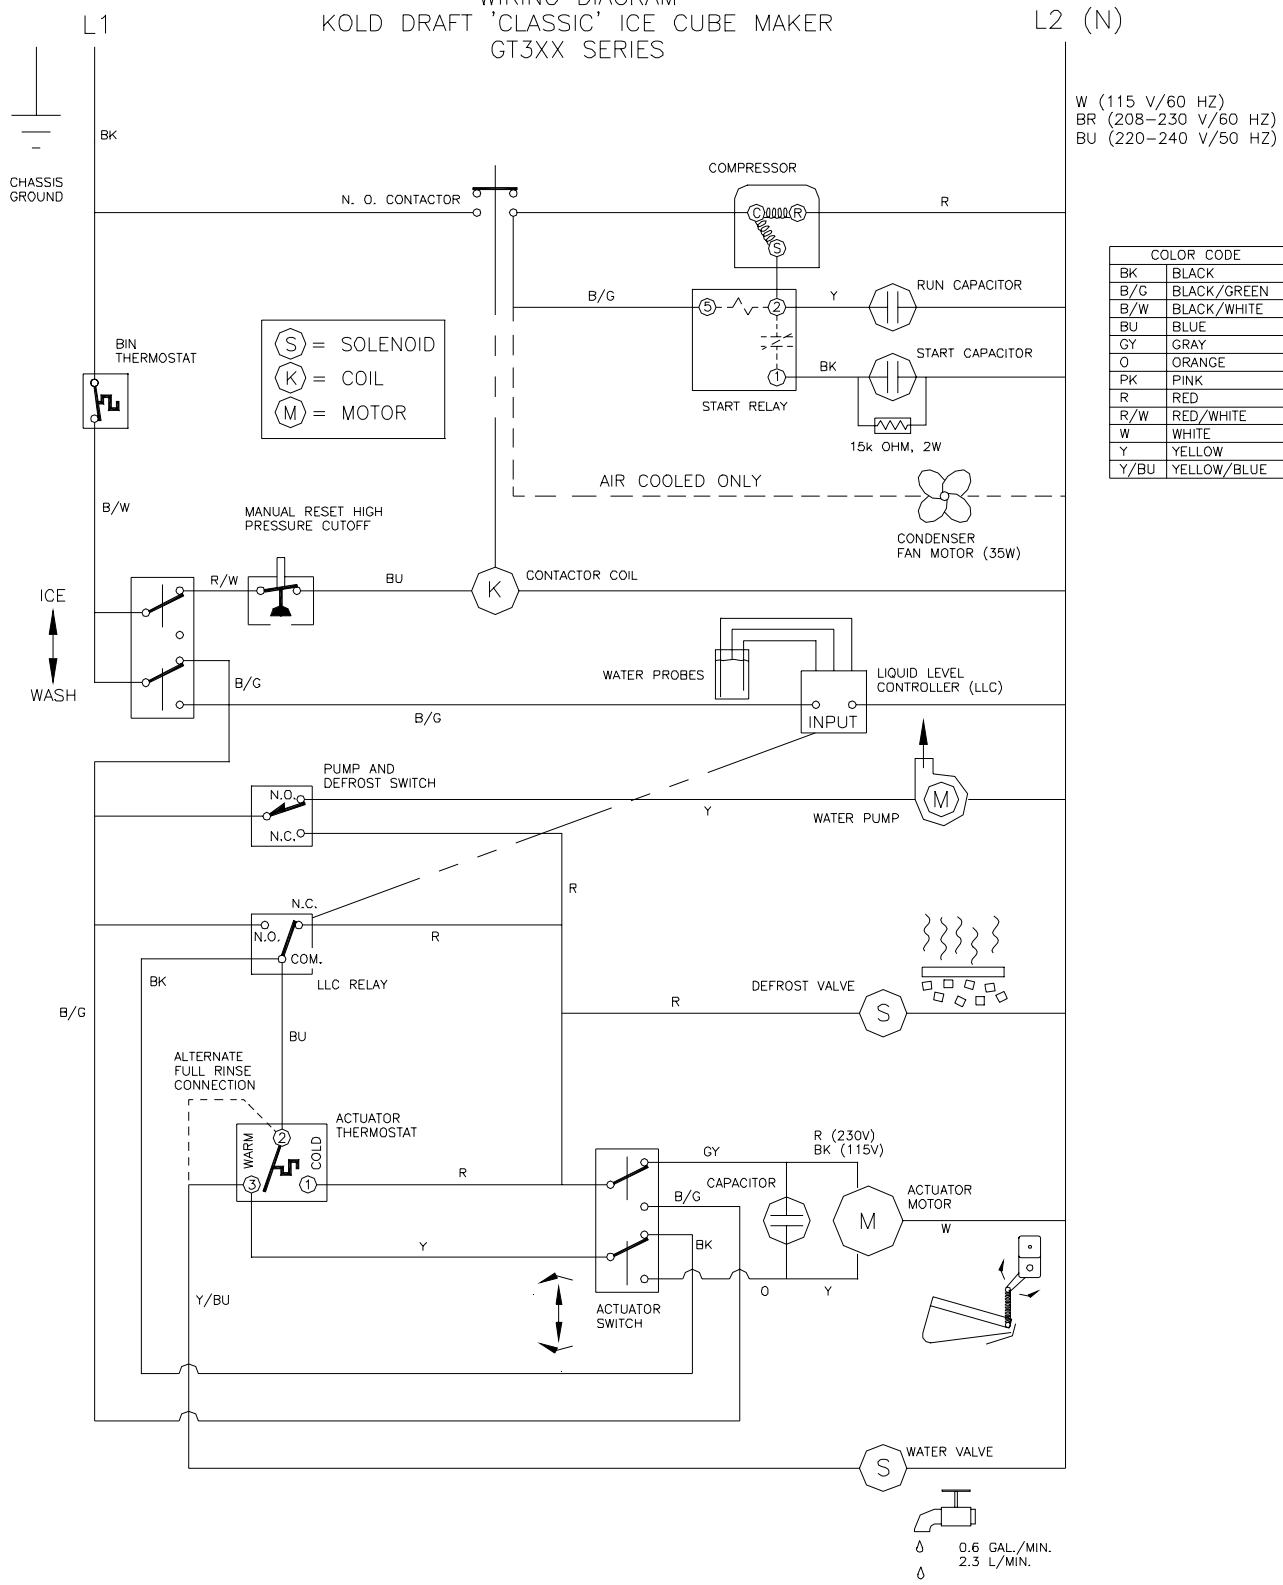 WIRING DIAGRAM
L1
KOLD DRAFT 'CLASSIC' ICE CUBE MAKER
L2 (N)
GT3XX SERIES
W (115 V/60 HZ)
BR (208-230 V/60 HZ)
BU (220-240 V/50 HZ)
BK
CHASSIS
GROUND
N. O. CONTACTOR
COMPRESSOR
C
R
S
R
COLOR CODE
BK BLACK
B/G BLACK/GREEN
B/W BLACK/WHITE
BU BLUE
GY GRAY
O ORANGE
PK PINK
R RED
R/W RED/WHITE
W WHITE
Y YELLOW
Y/BU YELLOW/BLUE
B/G
5
2
Y
RUN CAPACITOR
1
BK
START CAPACITOR
START RELAY
15k OHM, 2W
S = SOLENOID
K = COIL
M = MOTOR
BIN
THERMOSTAT
AIR COOLED ONLY
CONDENSER
FAN MOTOR (35W)
B/W
MANUAL RESET HIGH
PRESSURE CUTOFF
R/W
BU
K
CONTACTOR COIL
ICE
WASH
B/G
B/G
WATER PROBES
LIQUID LEVEL
CONTROLLER (LLC)
INPUT
PUMP AND
DEFROST SWITCH
N.O.
N.C.
Y
WATER PUMP
M
R
N.C.
N.O.
COM.
R
LLC RELAY
BK
B/G
BU
R
DEFROST VALVE
S
ALTERNATE
FULL RINSE
CONNECTION
ACTUATOR
THERMOSTAT
WARM
2
COLD
3
1
R
Y
Y/BU
GY
B/G
BK
ACTUATOR
SWITCH
CAPACITOR
R (230V)
BK (115V)
M
ACTUATOR
MOTOR
W
O
Y
S
WATER VALVE
0.6 GAL./MIN.
2.3 L/MIN.